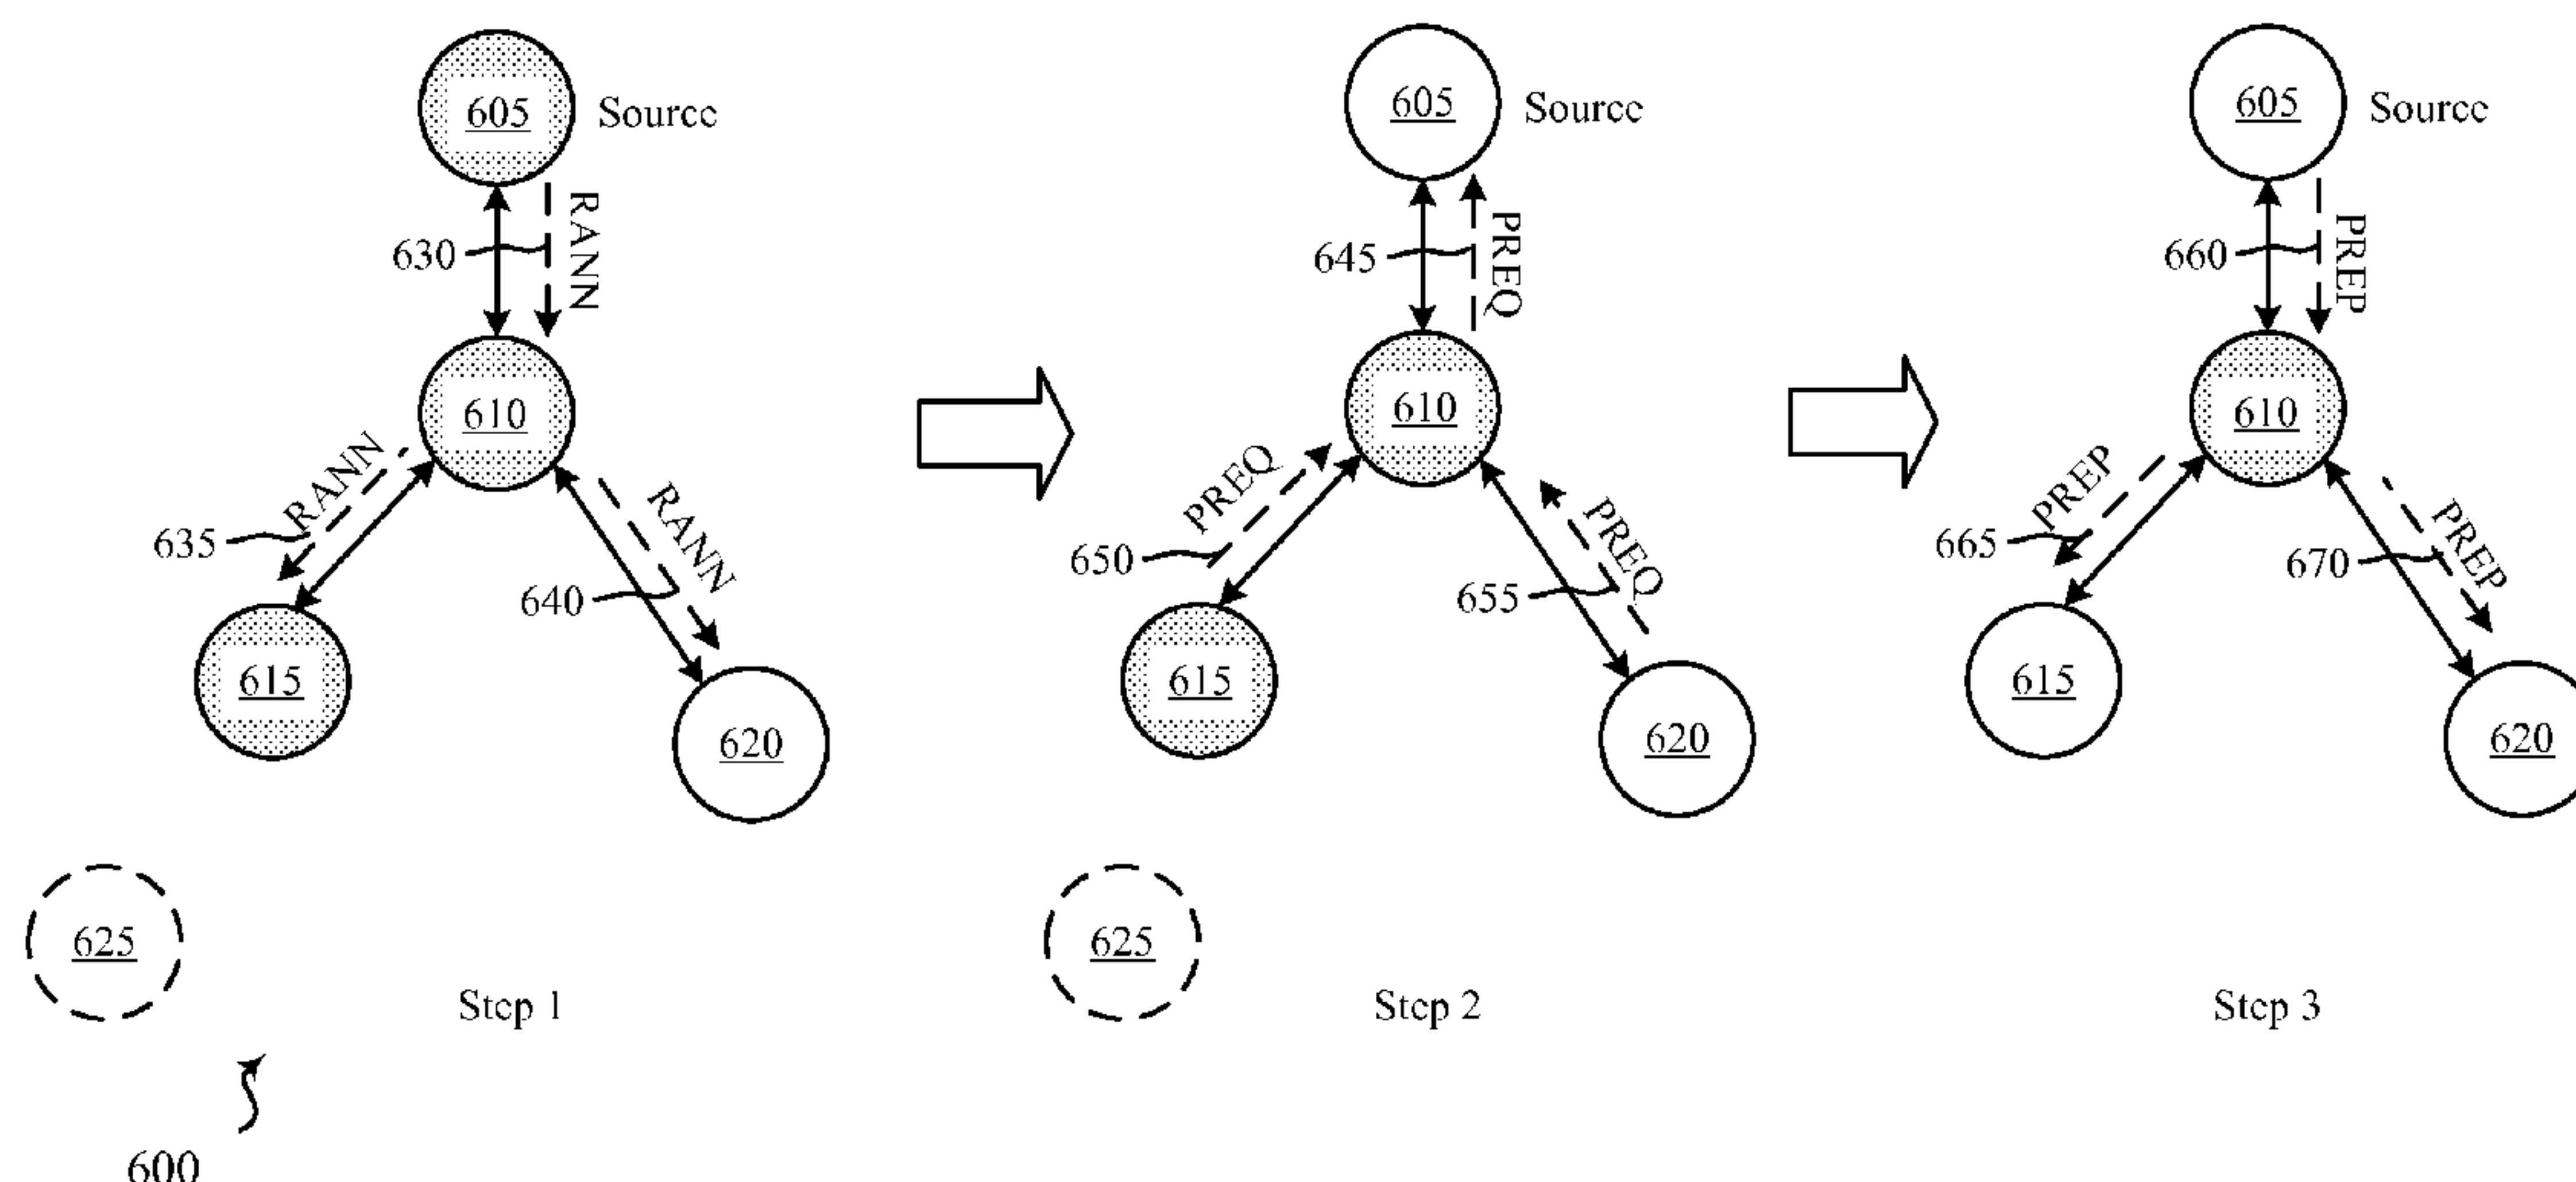 605 Source
630 RANN
610
RANN
635
RANN
640
615
620
625
Step 1
600
605 Source
645 PREQ
610
PREQ
650
PREQ
655
615
620
625
Step 2
605 Source
660 PREP
610
PREP
665
PREP
670
615
620
Step 3